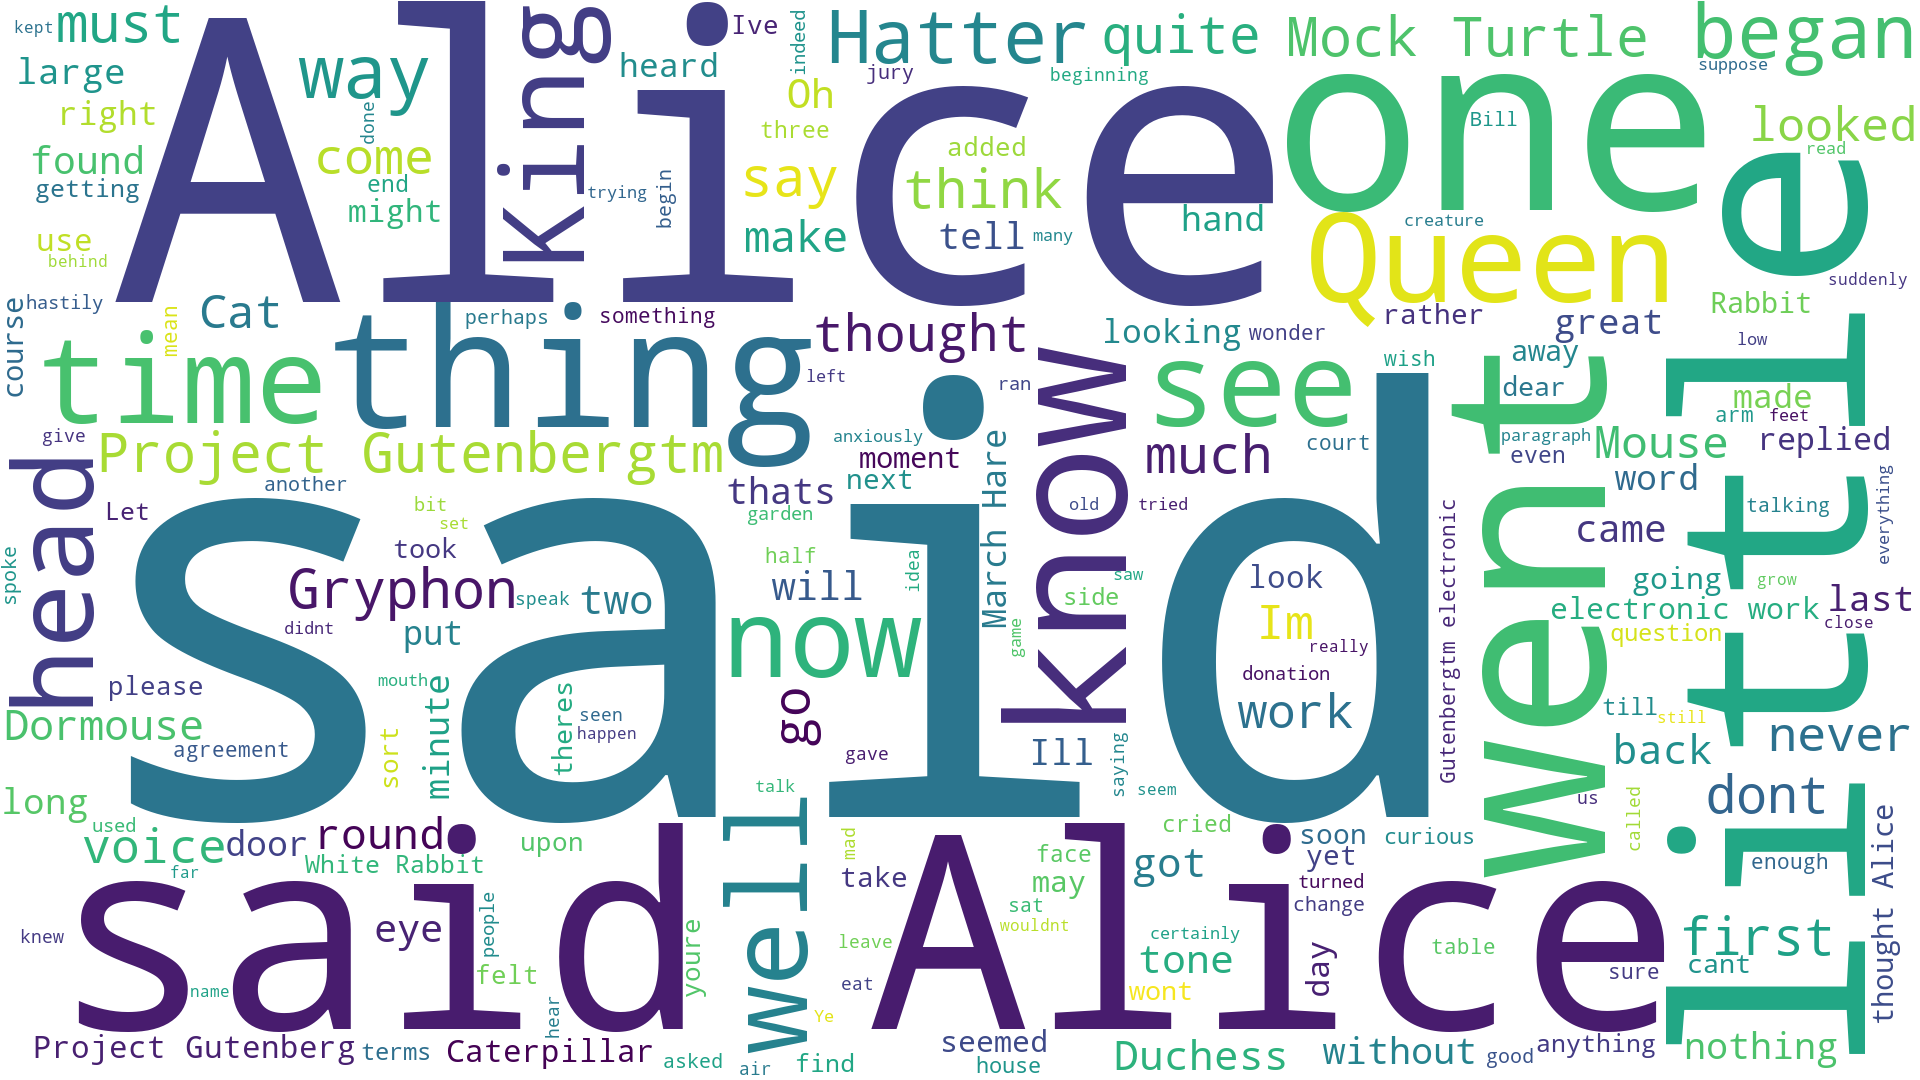 kept
must
large
right
found
getting
use
behind
Alice
way
done
come
end
might
King
trying
heard
begin
Ive
indeed
Hatter
jury
quite
beginning
Oh
three
say
make
added
think
tell
many
hand
one
Mock Turtle
Bill
creature
Queen
began
suppose
looked
read
little
suddenly
Rabbit
hastily
course
mean
Cat
time
thing
perhaps
something
thought
left
ran
looking
wonder
rather
great
low
see
wish
away
dear
made
arm
feet
give
head
Project Gutenbergtm
another
Let
anxiously
moment
next
thats
garden
March Hare
know
old
tried
much
court
went
paragraph
even
Mouse
replied
word
talking
everything
came
spoke
said
bit
set
took
Gryphon
didnt
speak
two
put
half
will
idea
now
game
saw
side
look
Im
really
donation
work
Gutenbergtm electronic
going
grow
electronic work
last
question
close
please
Dormouse
agreement
mouth
minute
sort
theres
seen
happen
go
gave
Ill
saying
seem
till
still
back
never
long
used
voice
far
door
round
White Rabbit
upon
talk
well
mad
take
cried
face
may
got
soon
curious
yet
turned
change
us
called
dont
enough
thought Alice
said Alice
knew
name
eye
people
felt
hear
youre
leave
eat
sat
wouldnt
certainly
tone
wont
day
table
sure
first
cant
nothing
Project Gutenberg
terms
Caterpillar
asked
air
Ye
find
seemed
house
Duchess
without
good
anything